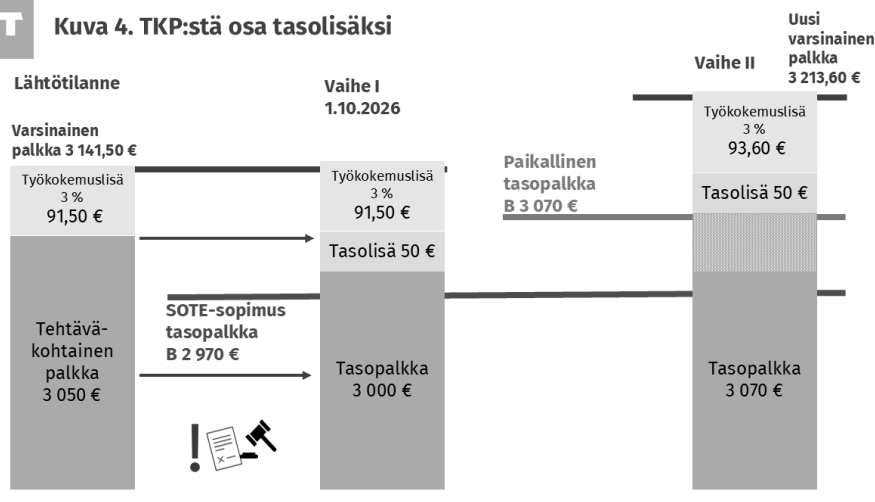 T
Kuva 4. TKP:stä osa tasolisäksi
Lähtötilanne
Varsinainen
palkka 3 141,50 €
Työkokemuslisä
3 %
91,50 €
Tehtävä-
kohtainen
palkka
3 050 €
SOTE-sopimus
tasopalkka
B 2 970 €
Vaihe I
1.10.2026
Työkokemuslisä
3 %
91,50 €
Tasolisä 50 €
Tasopalkka
3 000 €
Paikallinen
tasopalkka
B 3 070 €
Vaihe II
Uusi
varsinainen
palkka
3 213,60 €
Työkokemuslisä
3 %
93,60 €
Tasolisä 50 €
Tasopalkka
3 070 €